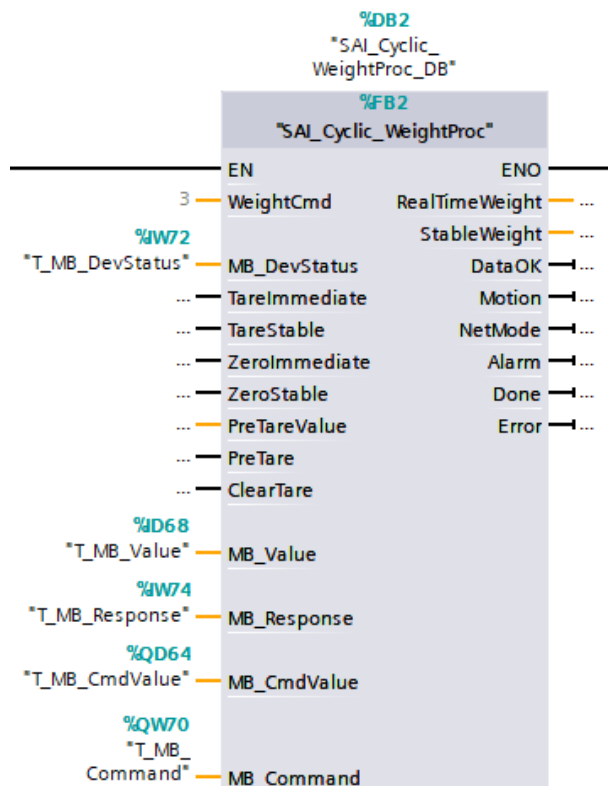 %DB2
"SAI_Cyclic_
WeightProc_DB"
%FB2
"SAI_Cyclic_WeightProc"
EN ENO
3 WeightCmd RealTimeWeight ...
StableWeight ...
%IW72
"T_MB_DevStatus" MB_DevStatus DataOK ...
... TareImmediate Motion ...
... TareStable NetMode ...
... ZeroImmediate Alarm ...
... ZeroStable Done ...
... PreTareValue Error ...
... PreTare
... ClearTare
%ID68
"T_MB_Value" MB_Value
%IW74
"T_MB_Response" MB_Response
%QD64
"T_MB_CmdValue" MB_CmdValue
%QW70
"T_MB_
Command" MB_Command